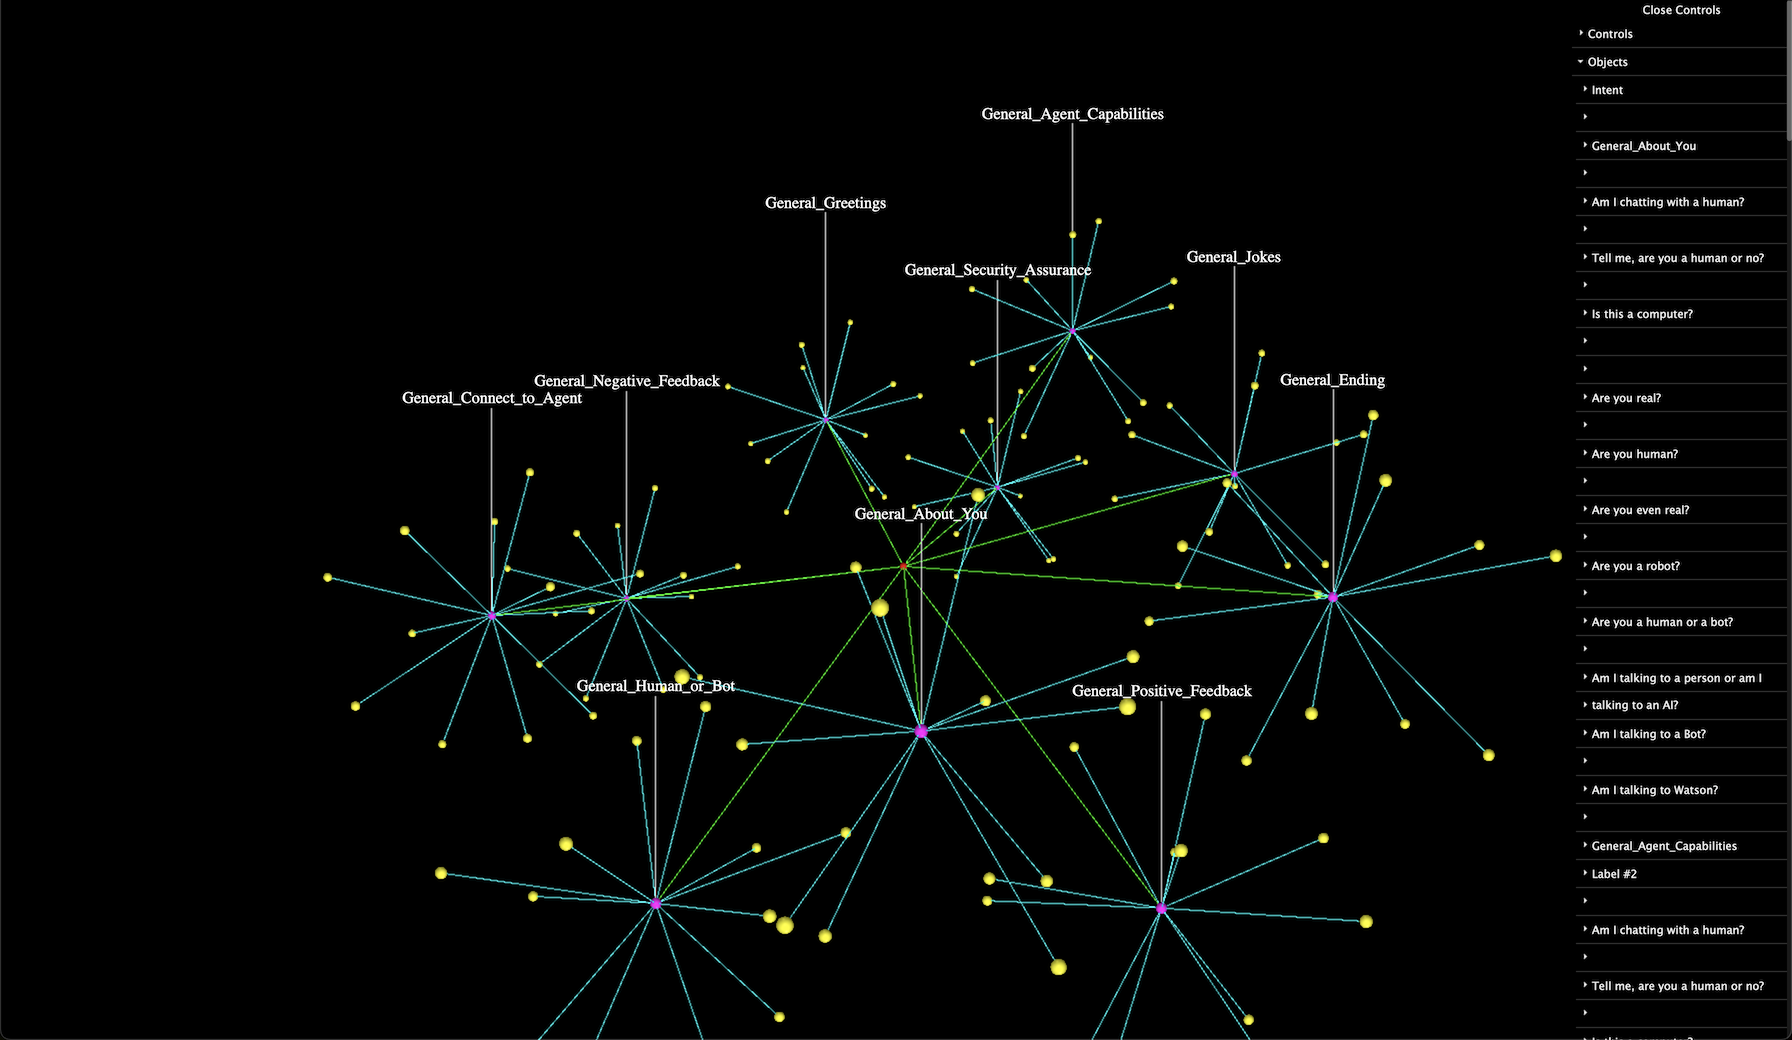 General_Agent_Capabilities
General_Greetings
General_Jokes
General_Security_Assurance
General_Negative_Feedback
General_Ending
General_Connect_to_Agent
General_About_You
General_Human_or_Bot
General_Positive_Feedback
Close Controls
Controls
Objects
Intent
General_About_You
Am I chatting with a human?
Tell me, are you a human or no?
Is this a computer?
Are you real?
Are you human?
Are you even real?
Are you a robot?
Are you a human or a bot?
Am I talking to a person or am I
talking to an AI?
Am I talking to a Bot?
Am I talking to Watson?
General_Agent_Capabilities
Label #2
Am I chatting with a human?
Tell me, are you a human or no?